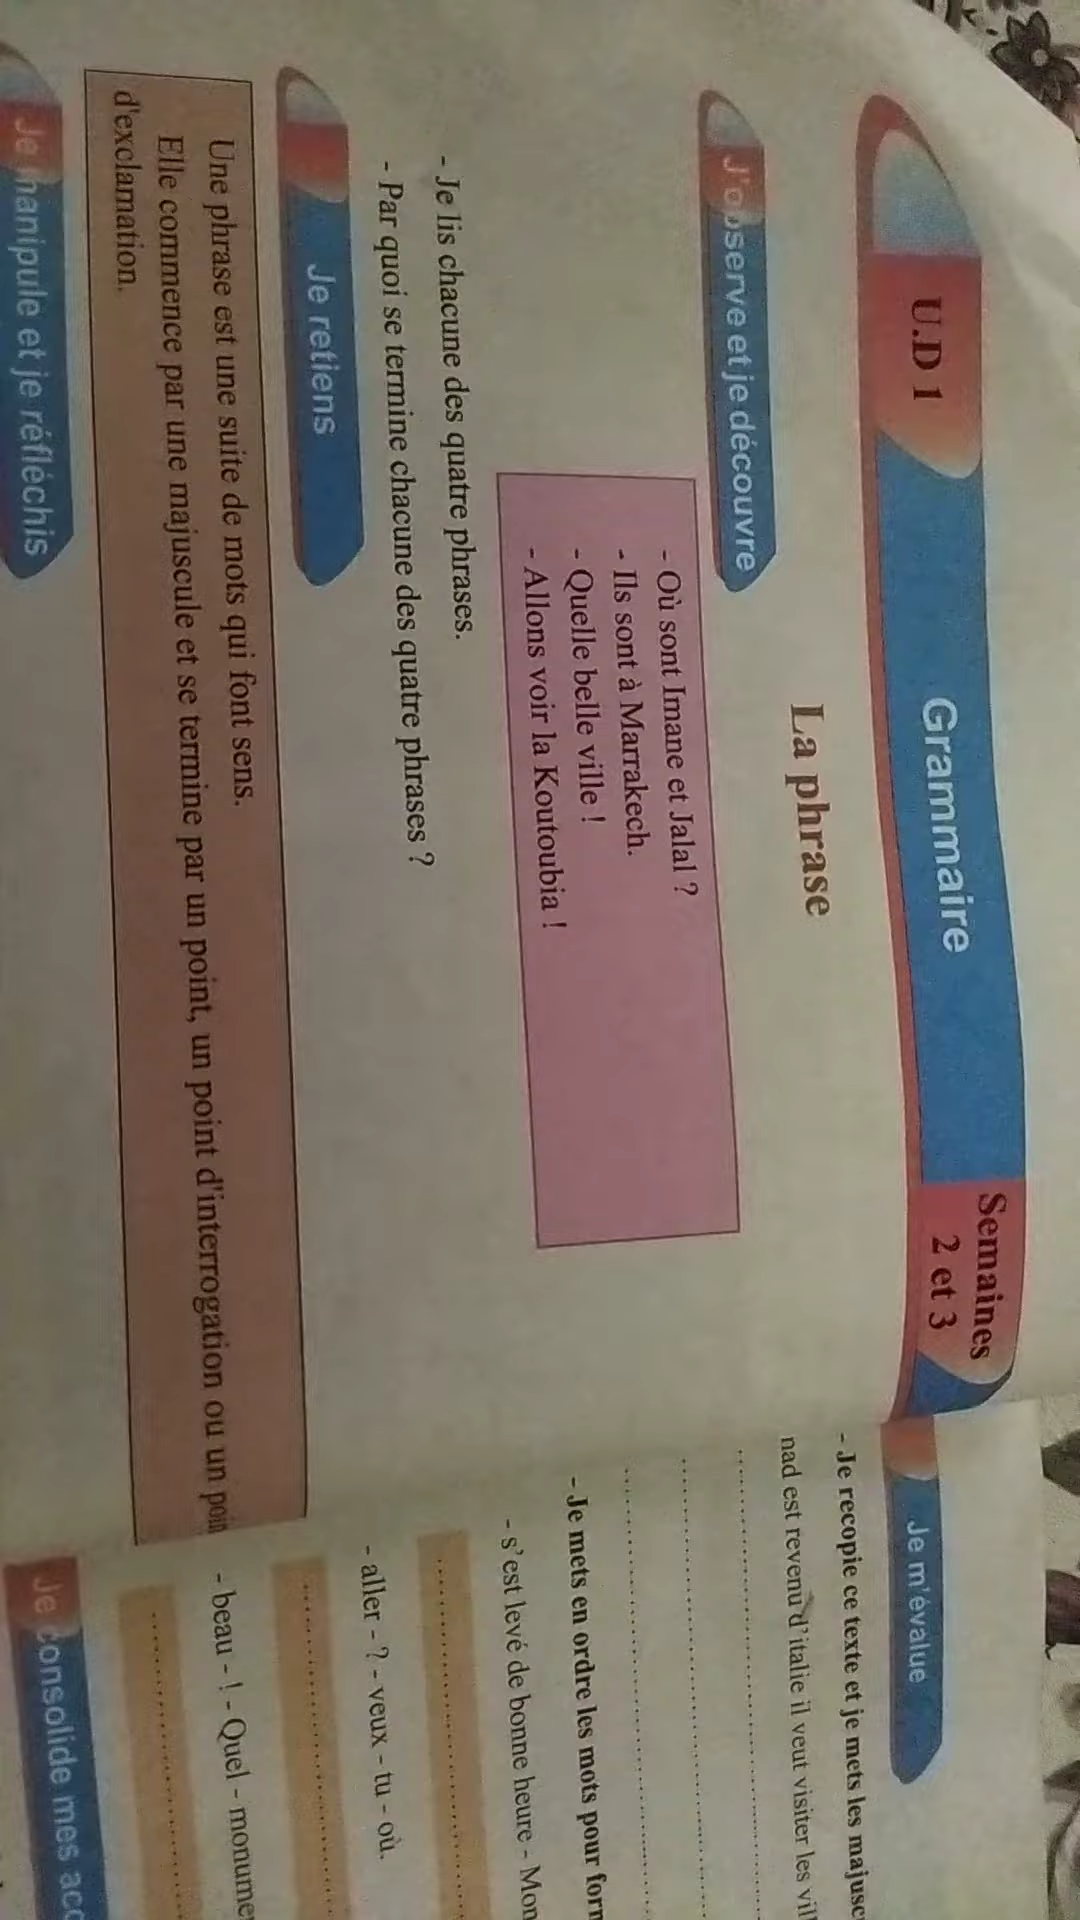 U.D 1
Grammaire
Semaines
2 et 3
La phrase
J'observe et je découvre
- Où sont Imane et Jalal ?
- Ils sont à Marrakech.
- Quelle belle ville !
- Allons voir la Koutoubia !
- Je lis chacune des quatre phrases.
- Par quoi se termine chacune des quatre phrases ?
Je retiens
Une phrase est une suite de mots qui font sens.
Elle commence par une majuscule et se termine par un point, un point d'interrogation ou un
d'exclamation.
Je manipule et je réfléchis
Je m'évalue
- Je recopie ce texte et je mets les
nad est revenu d'italie il veut visiter les
- Je mets en ordre les mots pour
- s'est levé de bonne heure -
- aller - ? - veux - tu - où.
- beau - ! - Quel -
Je consolide mes